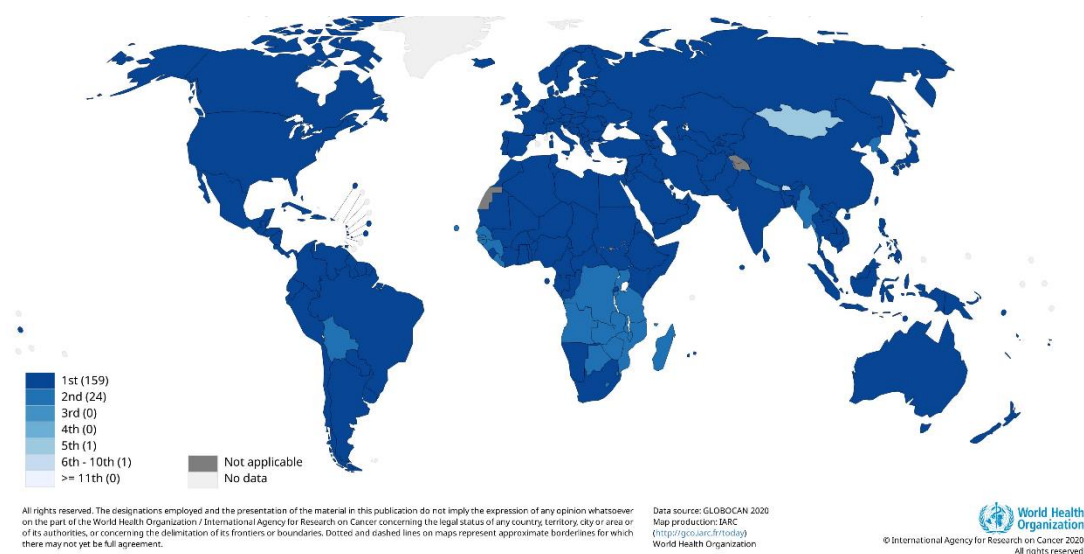 1st (159)
2nd (24)
3rd (0)
4th (0)
5th (1)
6th - 10th (1)
>= 11th (0)
Not applicable
No data
All rights reserved. The designations employed and the presentation of the material in this publication do not imply the expression of any opinion whatsoever
on the part of the World Health Organization / International Agency for Research on Cancer concerning the legal status of any country, territory, city or area or
of its authorities, or concerning the delimitation of its frontiers or boundaries. Dotted and dashed lines on maps represent approximate borderlines for which
there may not yet be full agreement.
Data source: GLOBOCAN 2020
Map production: IARC
(http://gco.iarc.fr/today)
World Health Organization
World Health
Organization
© International Agency for Research on Cancer 2020
All rights reserved